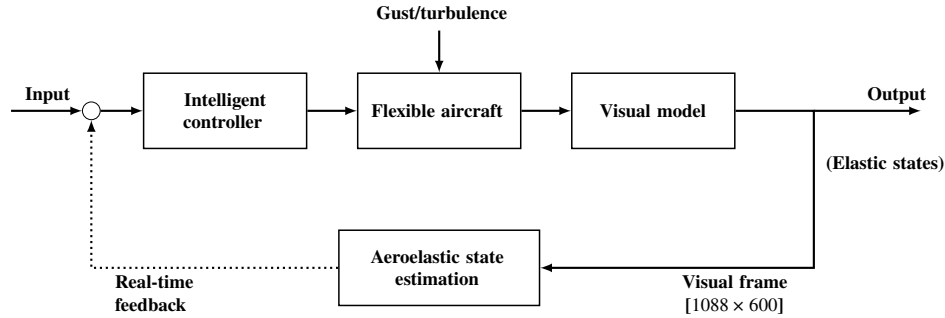 Gust/turbulence
Input
Intelligent
controller
Flexible aircraft
Visual model
Output
(Elastic states)
Aeroelastic state
estimation
Real-time
feedback
Visual frame
[1088 × 600]